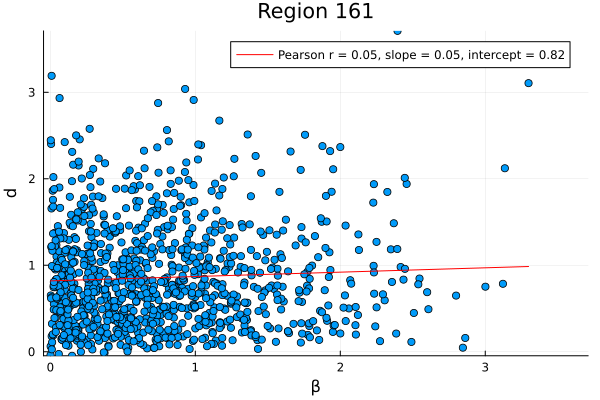 Region 161
Pearson r = 0.05, slope = 0.05, intercept = 0.82
3
2
1
0
d
0 1 2 3
β